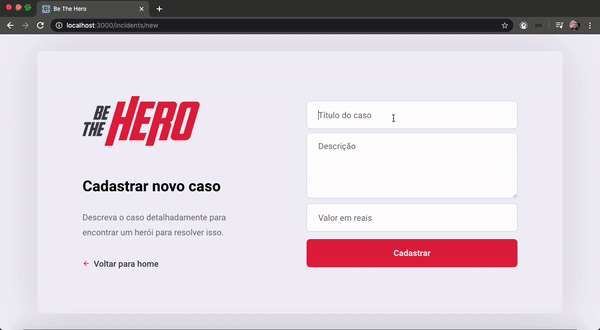 Be The Hero
localhost:3000/incidents/new
BE
THE HERO
Cadastrar novo caso
Descreva o caso detalhadamente para
encontrar um herói para resolver isso.
Voltar para home
Título do caso
Descrição
Valor em reais
Cadastrar